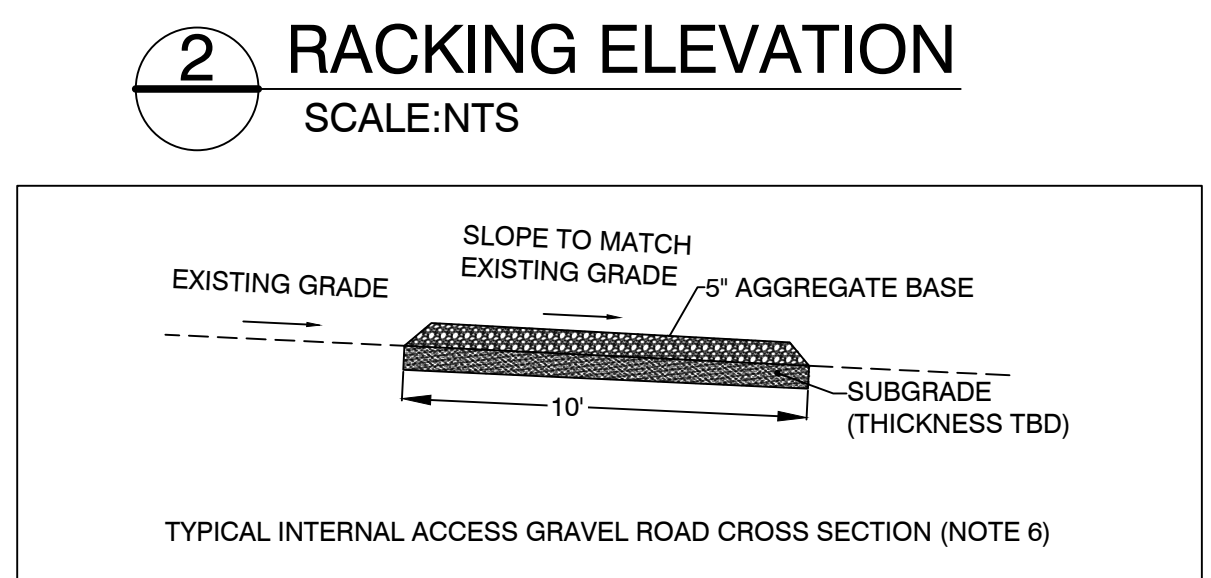 2
RACKING ELEVATION
SCALE:NTS
SLOPE TO MATCH
EXISTING GRADE
EXISTING GRADE
5" AGGREGATE BASE
SUBGRADE
(THICKNESS TBD)
10'
TYPICAL INTERNAL ACCESS GRAVEL ROAD CROSS SECTION (NOTE 6)